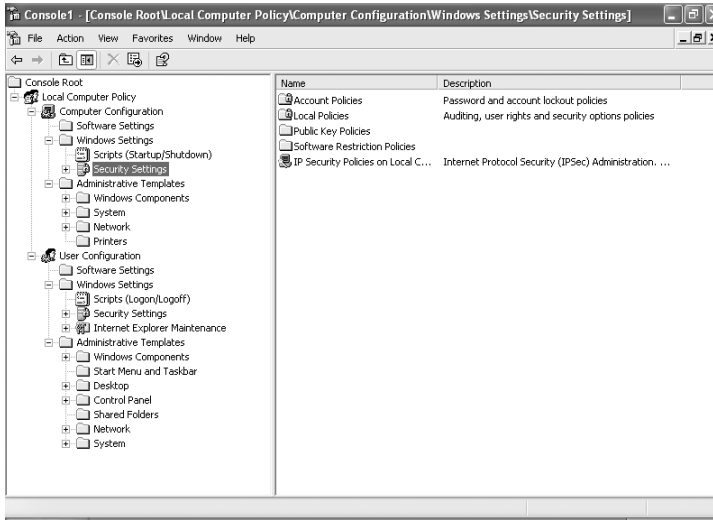 Console1 - [Console Root\Local Computer Policy\Computer Configuration\Windows Settings\Security Settings]
File Action View Favorites Window Help
Console Root
Local Computer Policy
Computer Configuration
Software Settings
Windows Settings
Scripts (Startup/Shutdown)
Security Settings
Administrative Templates
Windows Components
System
Network
Printers
User Configuration
Software Settings
Windows Settings
Scripts (Logon/Logoff)
Security Settings
Internet Explorer Maintenance
Administrative Templates
Windows Components
Start Menu and Taskbar
Desktop
Control Panel
Shared Folders
Network
System
Name Description
Account Policies Password and account lockout policies
Local Policies Auditing, user rights and security options policies
Public Key Policies
Software Restriction Policies
IP Security Policies on Local C... Internet Protocol Security (IPSec) Administration. ...